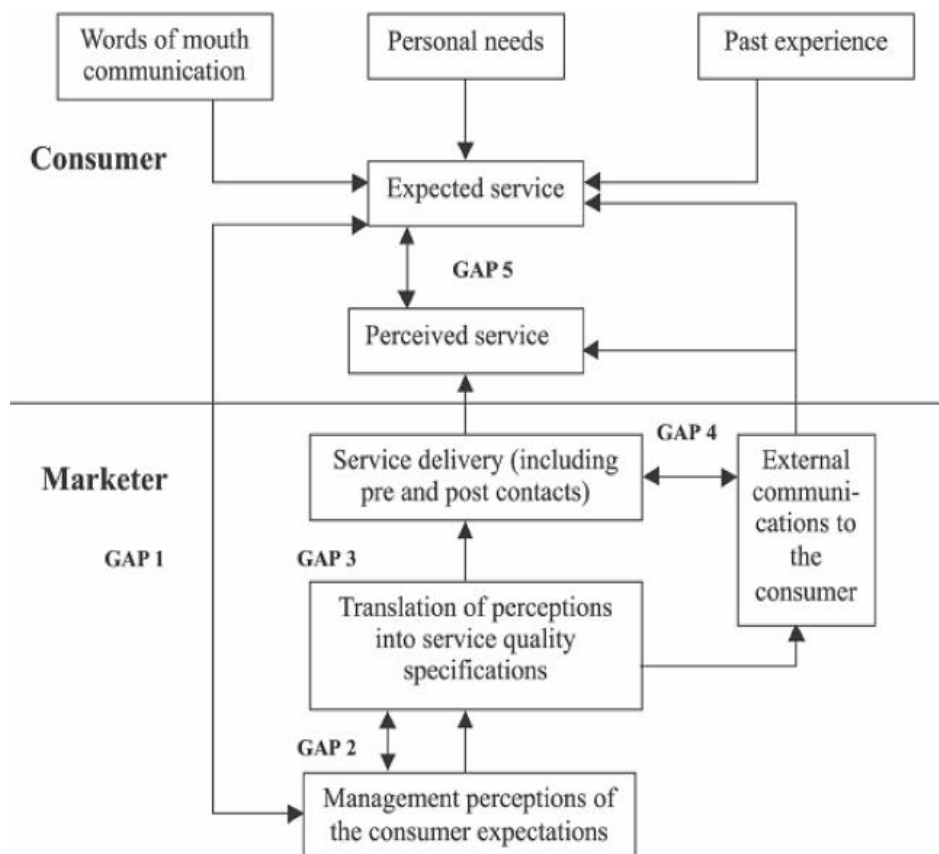 Words of mouth
communication
Personal needs
Past experience
Consumer
Expected service
GAP 5
Perceived service
GAP 4
Marketer
Service delivery (including
pre and post contacts)
External
communi-
cations to
the
consumer
GAP 1
GAP 3
Translation of perceptions
into service quality
specifications
GAP 2
Management perceptions of
the consumer expectations